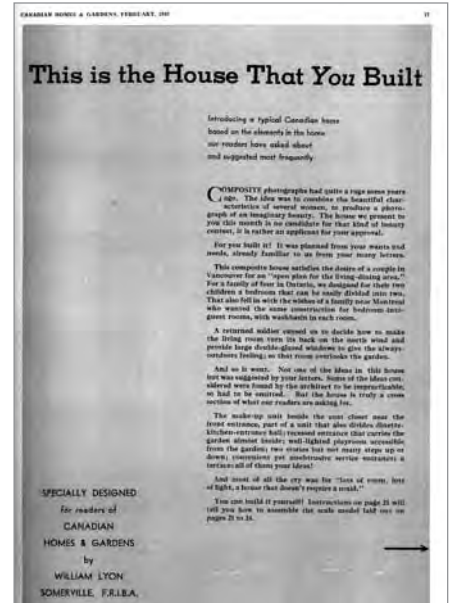 CANADIAN HOMES & GARDENS, FEBRUARY,
This is the House That You Built
Introducing a typical Canadian home
based on the elements in the home
our readers have asked about
and suggested most frequently
COMPOSITE photographs had quite a rage some years
ago. The idea was to combine the beautiful char-
acteristics of several women, to produce a photo-
graph of an imaginary beauty. The house we present to
you this month is no candidate for that kind of beauty
contest, it is rather an applicant for your approval.
For you built it! It was planned from your wants and
needs, already familiar to us from your many letters.
This composite house satisfies the desire of a couple in
Vancouver for an "open plan for the living-dining area."
For a family of four in Ontario, we designed for their two
children a bedroom that can be easily divided into two.
That also fell in with the wishes of a family near Montreal
who wanted the same construction for bedroom into
guest rooms, with washbasin in each room.
A returned soldier caused us to decide how to make
the living room turn its back on the north wind and
provide large double-glazed windows to give the always-
outdoors feeling; so that room overlooks the garden.
And so it went. Not one of the ideas in this house
but was suggested by your letters. Some of the ideas con-
sidered were found by the architect to be impracticable,
so had to be omitted. But the house is truly a cross
section of what our readers are asking for.
The make-up unit beside the coat closet near the
front entrance, part of a unit that also divides dinette-
kitchen-entrance hall; recessed entrance that carries the
garden almost inside; well-lighted playroom accessible
from the garden; two stories but not many steps up or
down; convenient yet unobtrusive service entrance; a
terrace: all of them your ideas!
And most of all the cry was for "lots of room, lots
of light, a house that doesn't require a maid."
You can build it yourself! Instructions on page 25 will
tell you how to assemble the scale model laid out on
pages 21 to 24.
SPECIALLY DESIGNED
for readers of
CANADIAN
HOMES & GARDENS
by
WILLIAM LYON
SOMERVILLE, F.R.I.B.A.